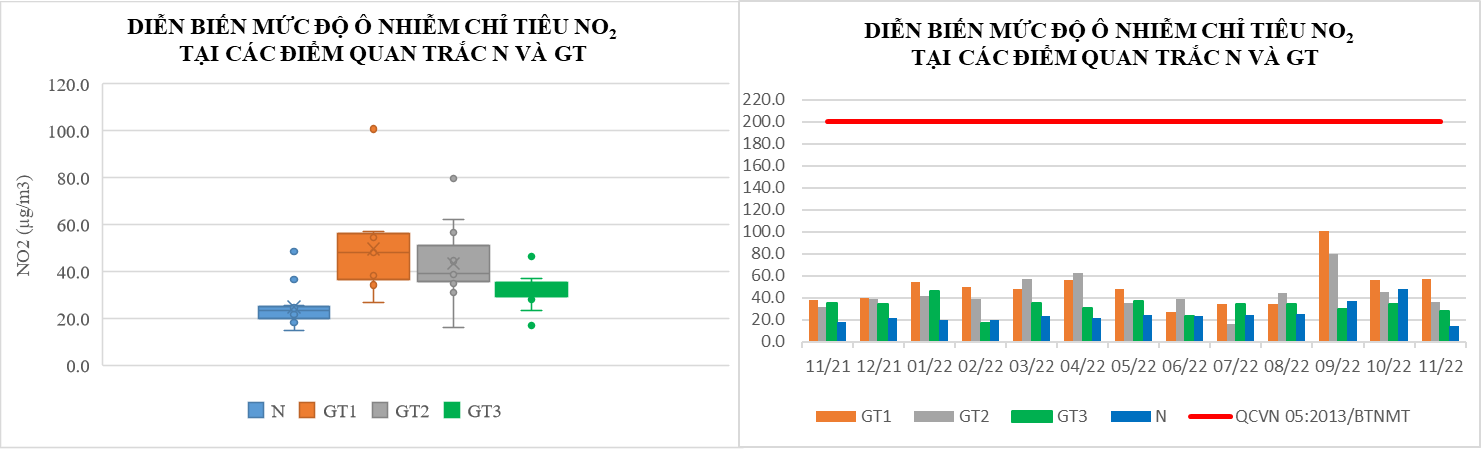 DIỄN BIẾN MỨC ĐỘ Ô NHIỄM CHỈ TIÊU NO₂
TẠI CÁC ĐIỂM QUAN TRẮC N VÀ GT
120.0
100.0
80.0
60.0
40.0
20.0
0.0
NO2 (µg/m3)
N GT1 GT2 GT3
DIỄN BIẾN MỨC ĐỘ Ô NHIỄM CHỈ TIÊU NO₂
TẠI CÁC ĐIỂM QUAN TRẮC N VÀ GT
220.0
200.0
180.0
160.0
140.0
120.0
100.0
80.0
60.0
40.0
20.0
0.0
11/21 12/21 01/22 02/22 03/22 04/22 05/22 06/22 07/22 08/22 09/22 10/22 11/22
GT1 GT2 GT3 N QCVN 05:2013/BTNMT